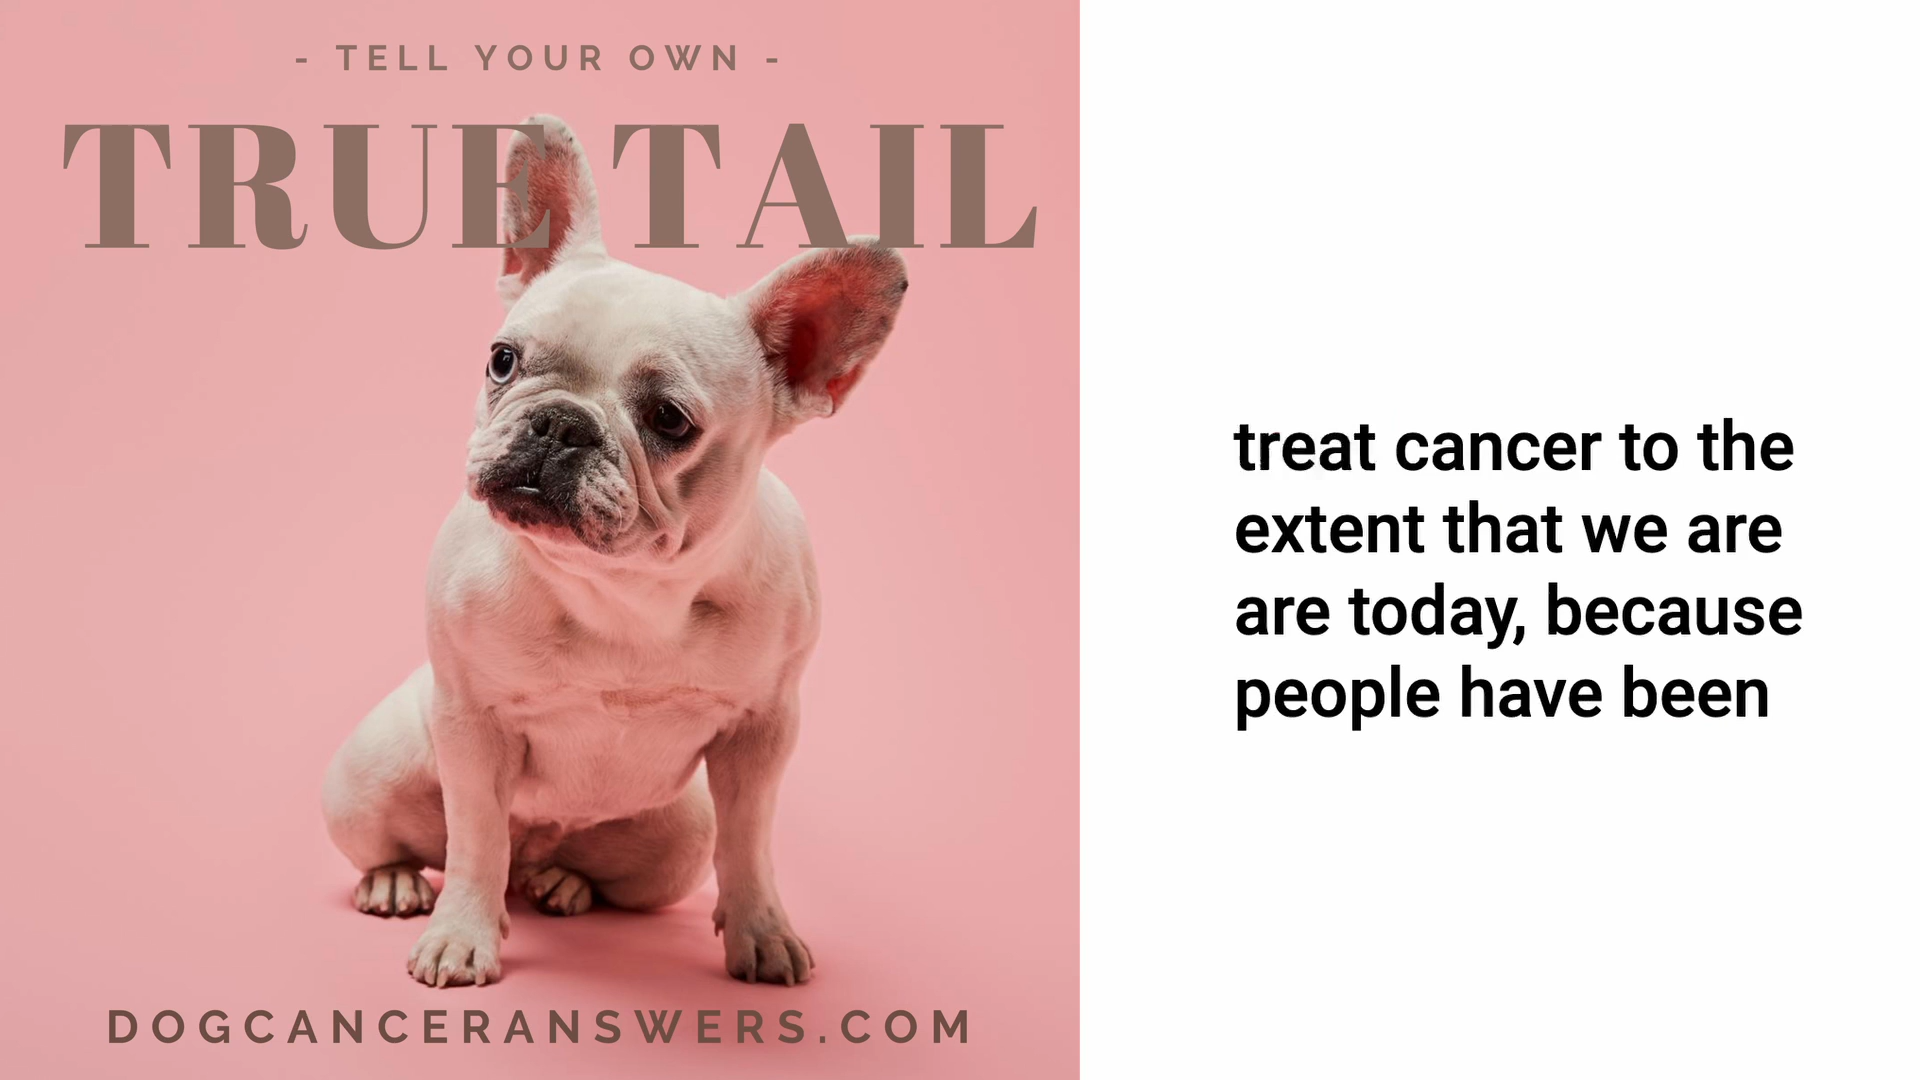 - TELL YOUR OWN -
TRUE TAIL
DOGCANCERANSWERS.COM
treat cancer to the
extent that we are
are today, because
people have been